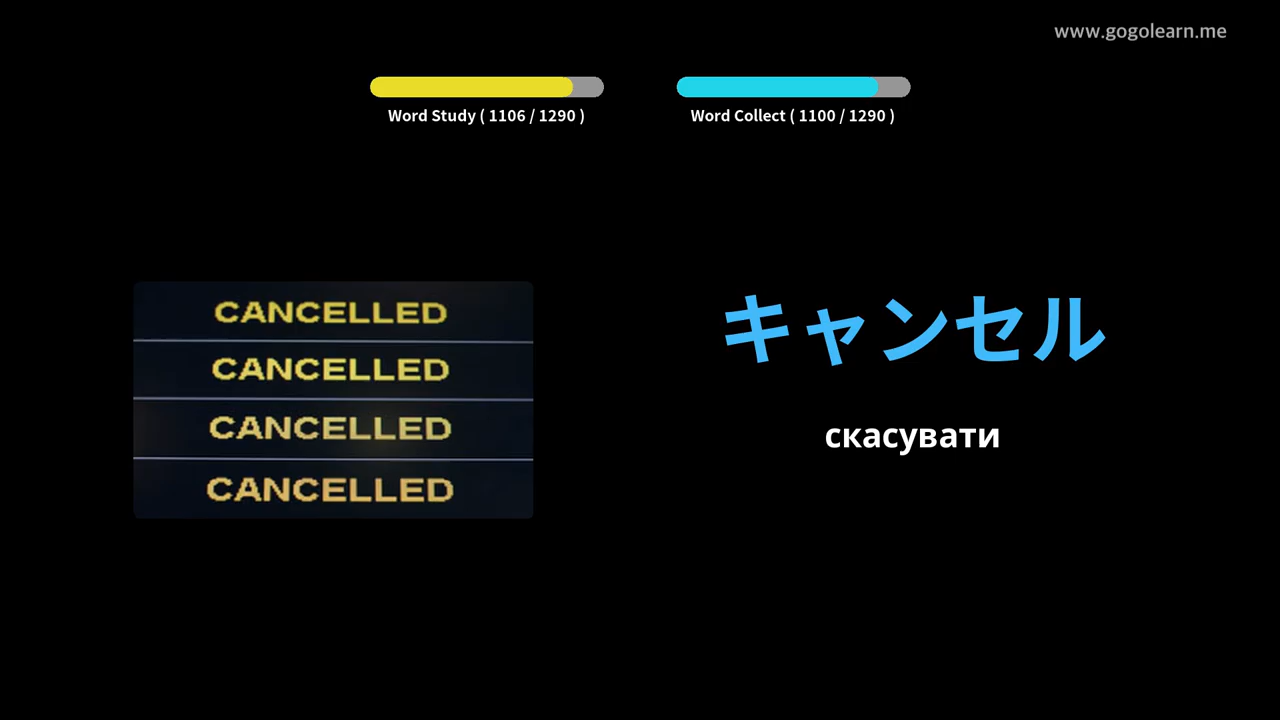 www.gogolearn.me
Word Study ( 1106 / 1290 )
Word Collect ( 1100 / 1290 )
CANCELLED
CANCELLED
CANCELLED
CANCELLED
キャンセル
скасувати